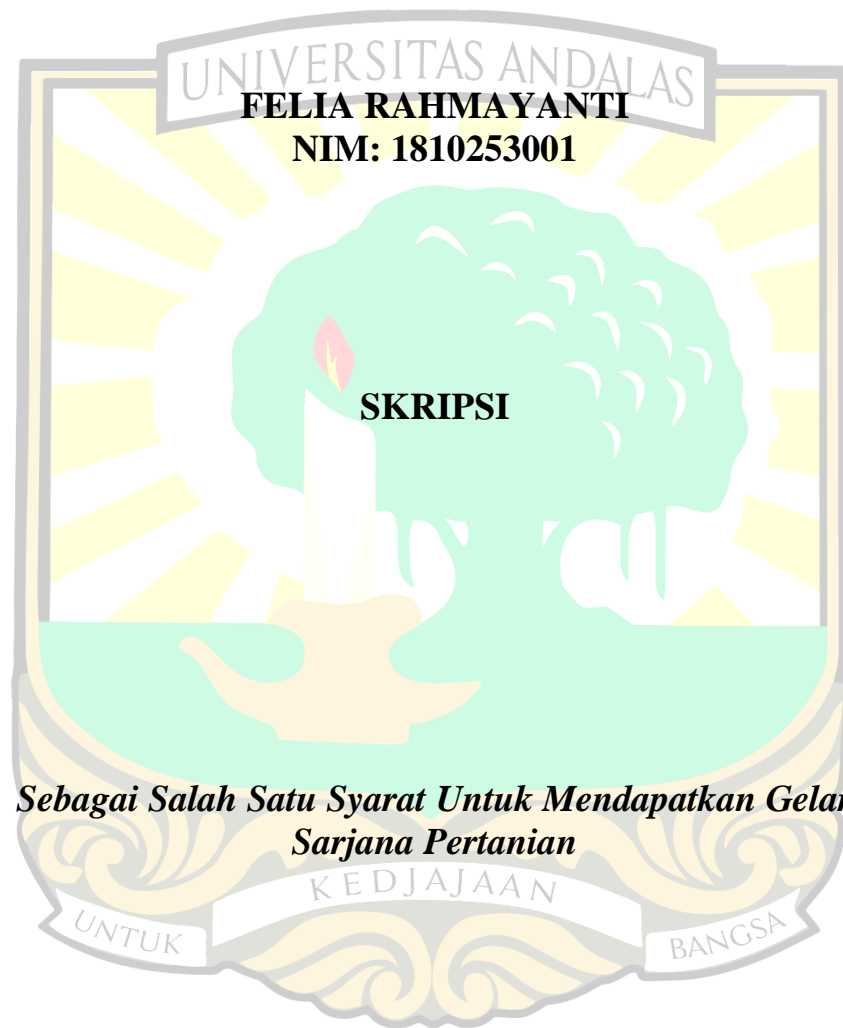 UNIVERSITAS ANDALAS
FELIA RAHMAYANTI
NIM: 1810253001
SKRIPSI
Sebagai Salah Satu Syarat Untuk Mendapatkan Gelar
Sarjana Pertanian
UNTUK KEDJAJAAN BANGSA